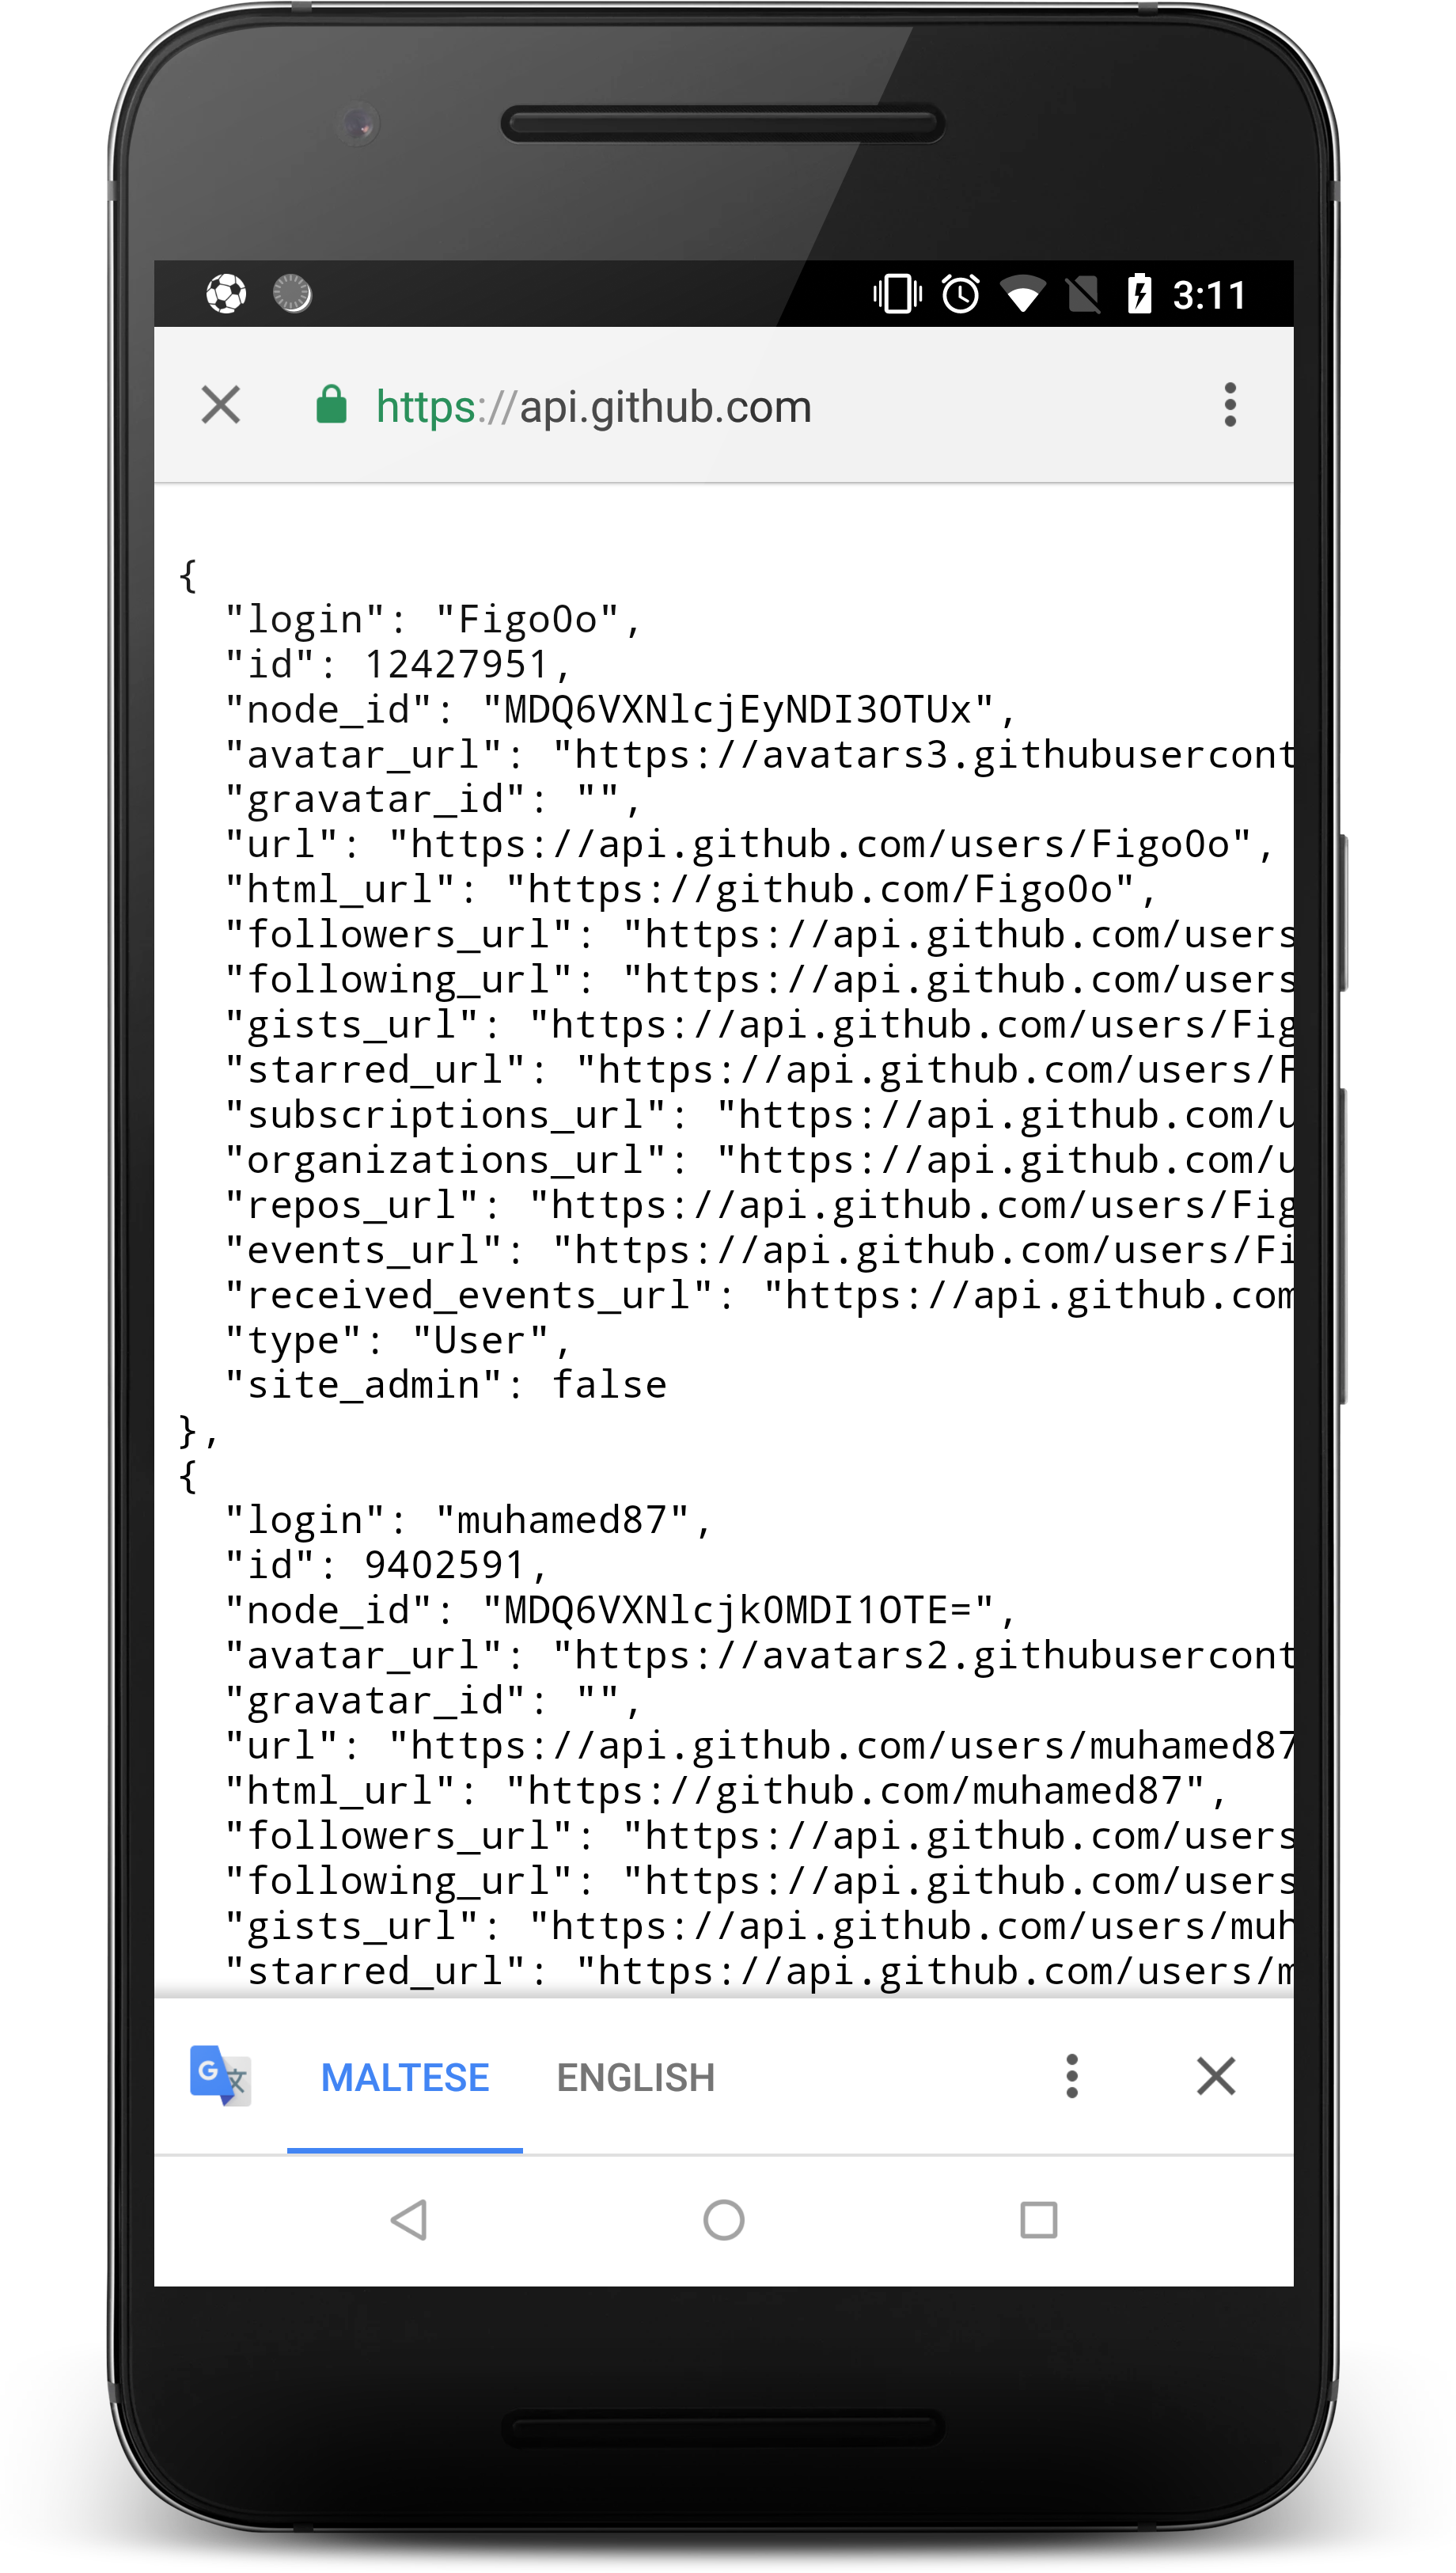 3:11
https://api.github.com
{
"login": "Figo0o",
"id": 12427951,
"node_id": "MDQ6VXNlcjEyNDI3OTUx",
"avatar_url": "https://avatars3.githubusercont
"gravatar_id": "",
"url": "https://api.github.com/users/Figo0o",
"html_url": "https://github.com/Figo0o",
"followers_url": "https://api.github.com/users
"following_url": "https://api.github.com/users
"gists_url": "https://api.github.com/users/Fig
"starred_url": "https://api.github.com/users/F
"subscriptions_url": "https://api.github.com/u
"organizations_url": "https://api.github.com/u
"repos_url": "https://api.github.com/users/Fig
"events_url": "https://api.github.com/users/Fi
"received_events_url": "https://api.github.com
"type": "User",
"site_admin": false
},
{
"login": "muhamed87",
"id": 9402591,
"node_id": "MDQ6VXNlcjk0MDI1OTE=",
"avatar_url": "https://avatars2.githubusercont
"gravatar_id": "",
"url": "https://api.github.com/users/muhamed87
"html_url": "https://github.com/muhamed87",
"followers_url": "https://api.github.com/users
"following_url": "https://api.github.com/users
"gists_url": "https://api.github.com/users/muh
"starred_url": "https://api.github.com/users/m
G 文 MALTESE ENGLISH